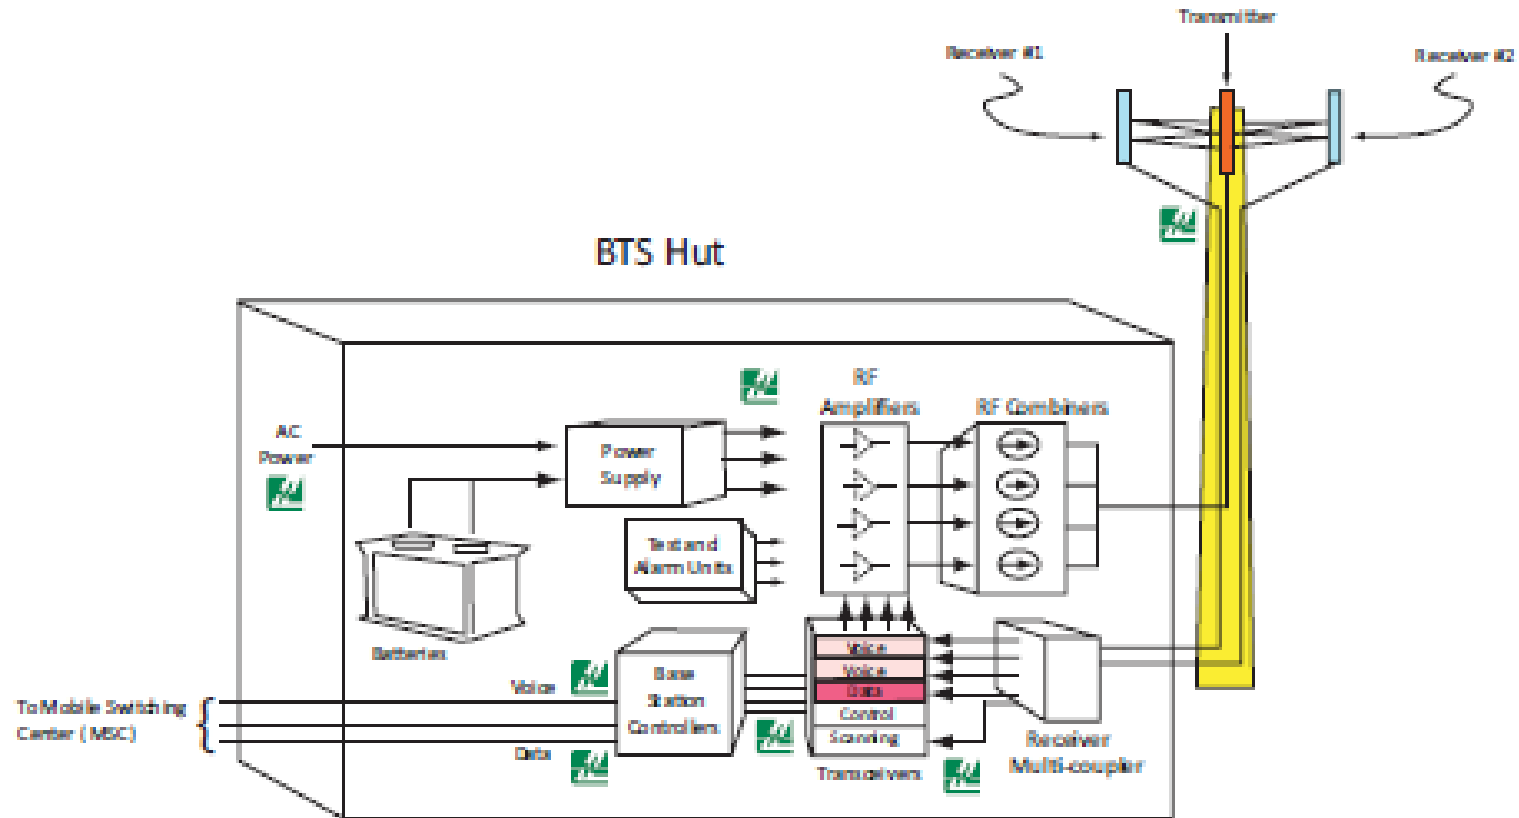 Transmitter
Receiver #1
Receiver #2
BTS Hut
RF
Amplifiers
RF Combiners
AC
Power
Power
Supply
Test and
Alarm Units
Batteries
Voice
Base
Station
Controllers
Voice
Voice
Data
Control
Scanning
To Mobile Switching
Center ( MSC)
Data
Transceivers
Receiver
Multi-coupler